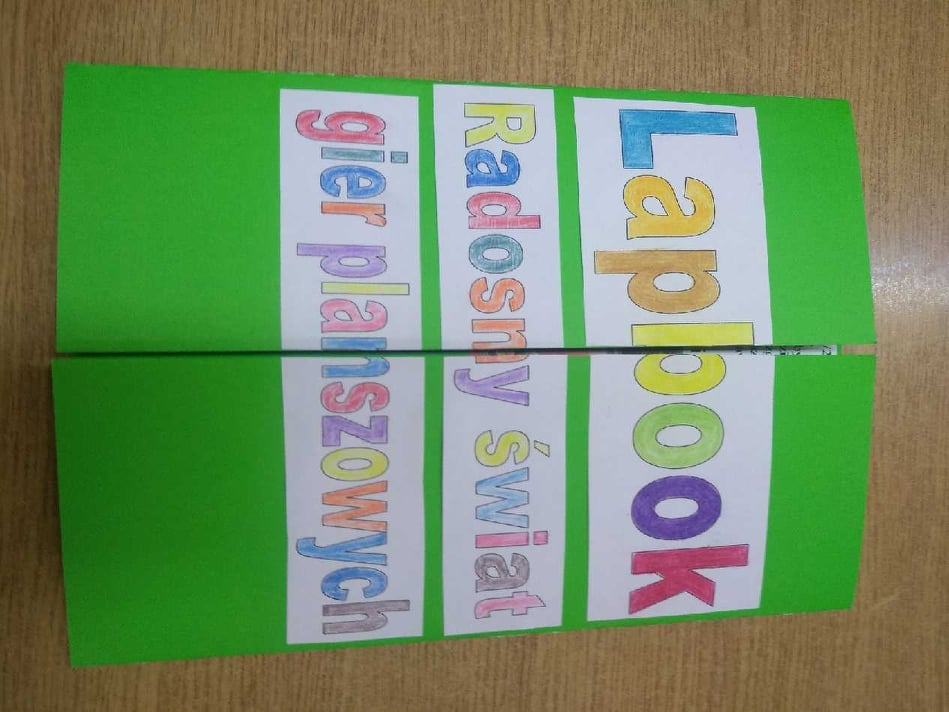 Lapbook
Radosny świat
gier planszowych